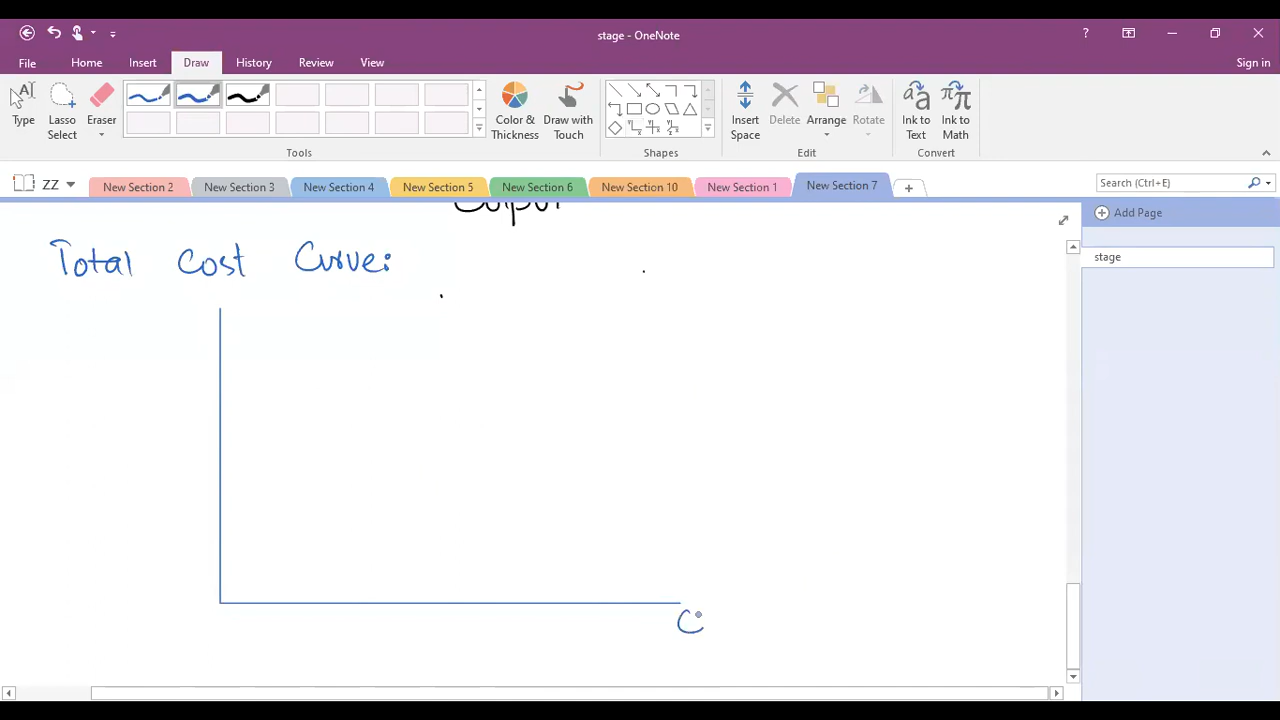 stage - OneNote
? Sign in
File Home Insert Draw History Review View
Type Lasso Select Eraser Color & Thickness Draw with Touch Insert Space Delete Arrange Rotate Ink to Text Ink to Math
Tools Shapes Edit Convert
ZZ New Section 2 New Section 3 New Section 4 New Section 5 New Section 6 New Section 10 New Section 1 New Section 7 Search (Ctrl+E)
Output
Add Page
Total Cost Curve:
stage